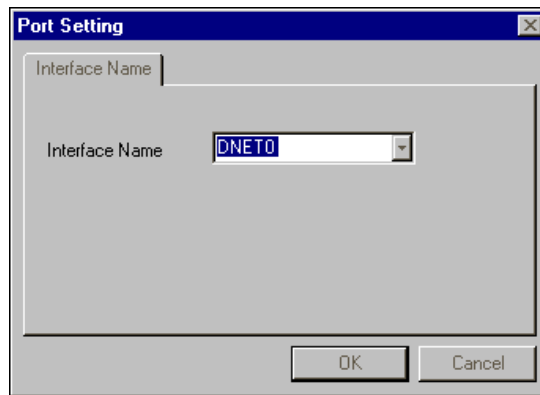 Port Setting
Interface Name
Interface Name DNET0
OK Cancel